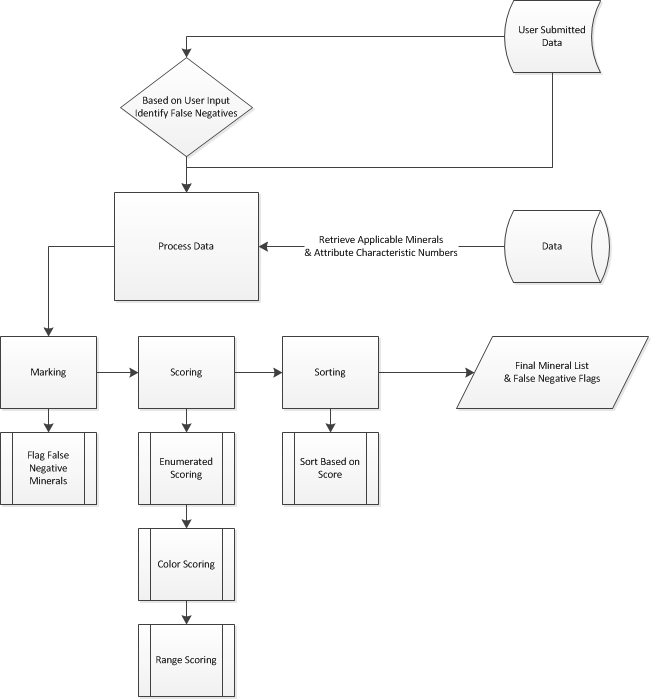 User Submitted
Data
Based on User Input
Identify False Negatives
Process Data
Retrieve Applicable Minerals
& Attribute Characteristic Numbers
Data
Marking
Scoring
Sorting
Final Mineral List
& False Negative Flags
Flag False
Negative
Minerals
Enumerated
Scoring
Sort Based on
Score
Color Scoring
Range Scoring